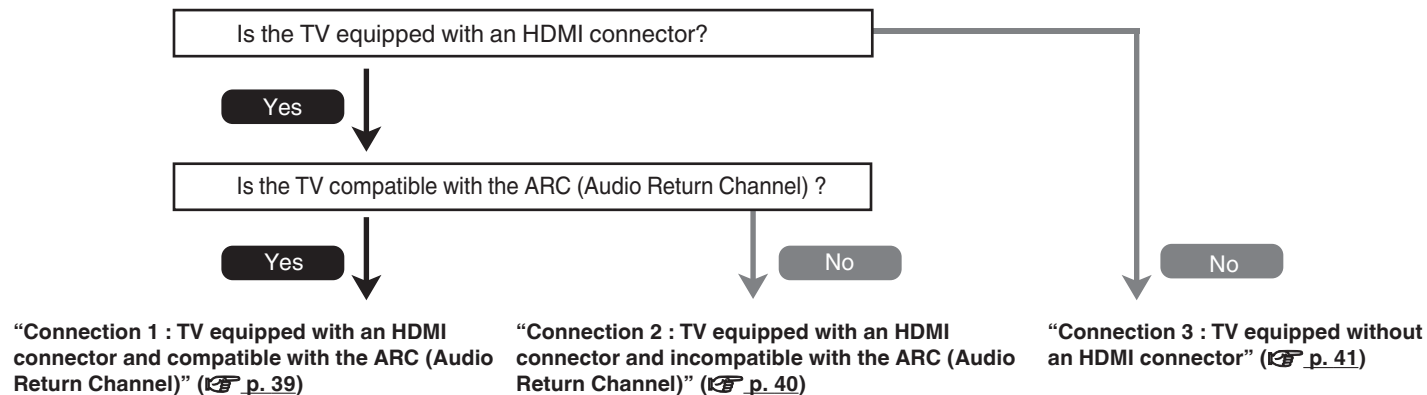 Is the TV equipped with an HDMI connector?
Yes
Is the TV compatible with the ARC (Audio Return Channel) ?
Yes
No
No
“Connection 1 : TV equipped with an HDMI
connector and compatible with the ARC (Audio
Return Channel)” (☞ p. 39)
“Connection 2 : TV equipped with an HDMI
connector and incompatible with the ARC (Audio
Return Channel)” (☞ p. 40)
“Connection 3 : TV equipped without
an HDMI connector” (☞ p. 41)